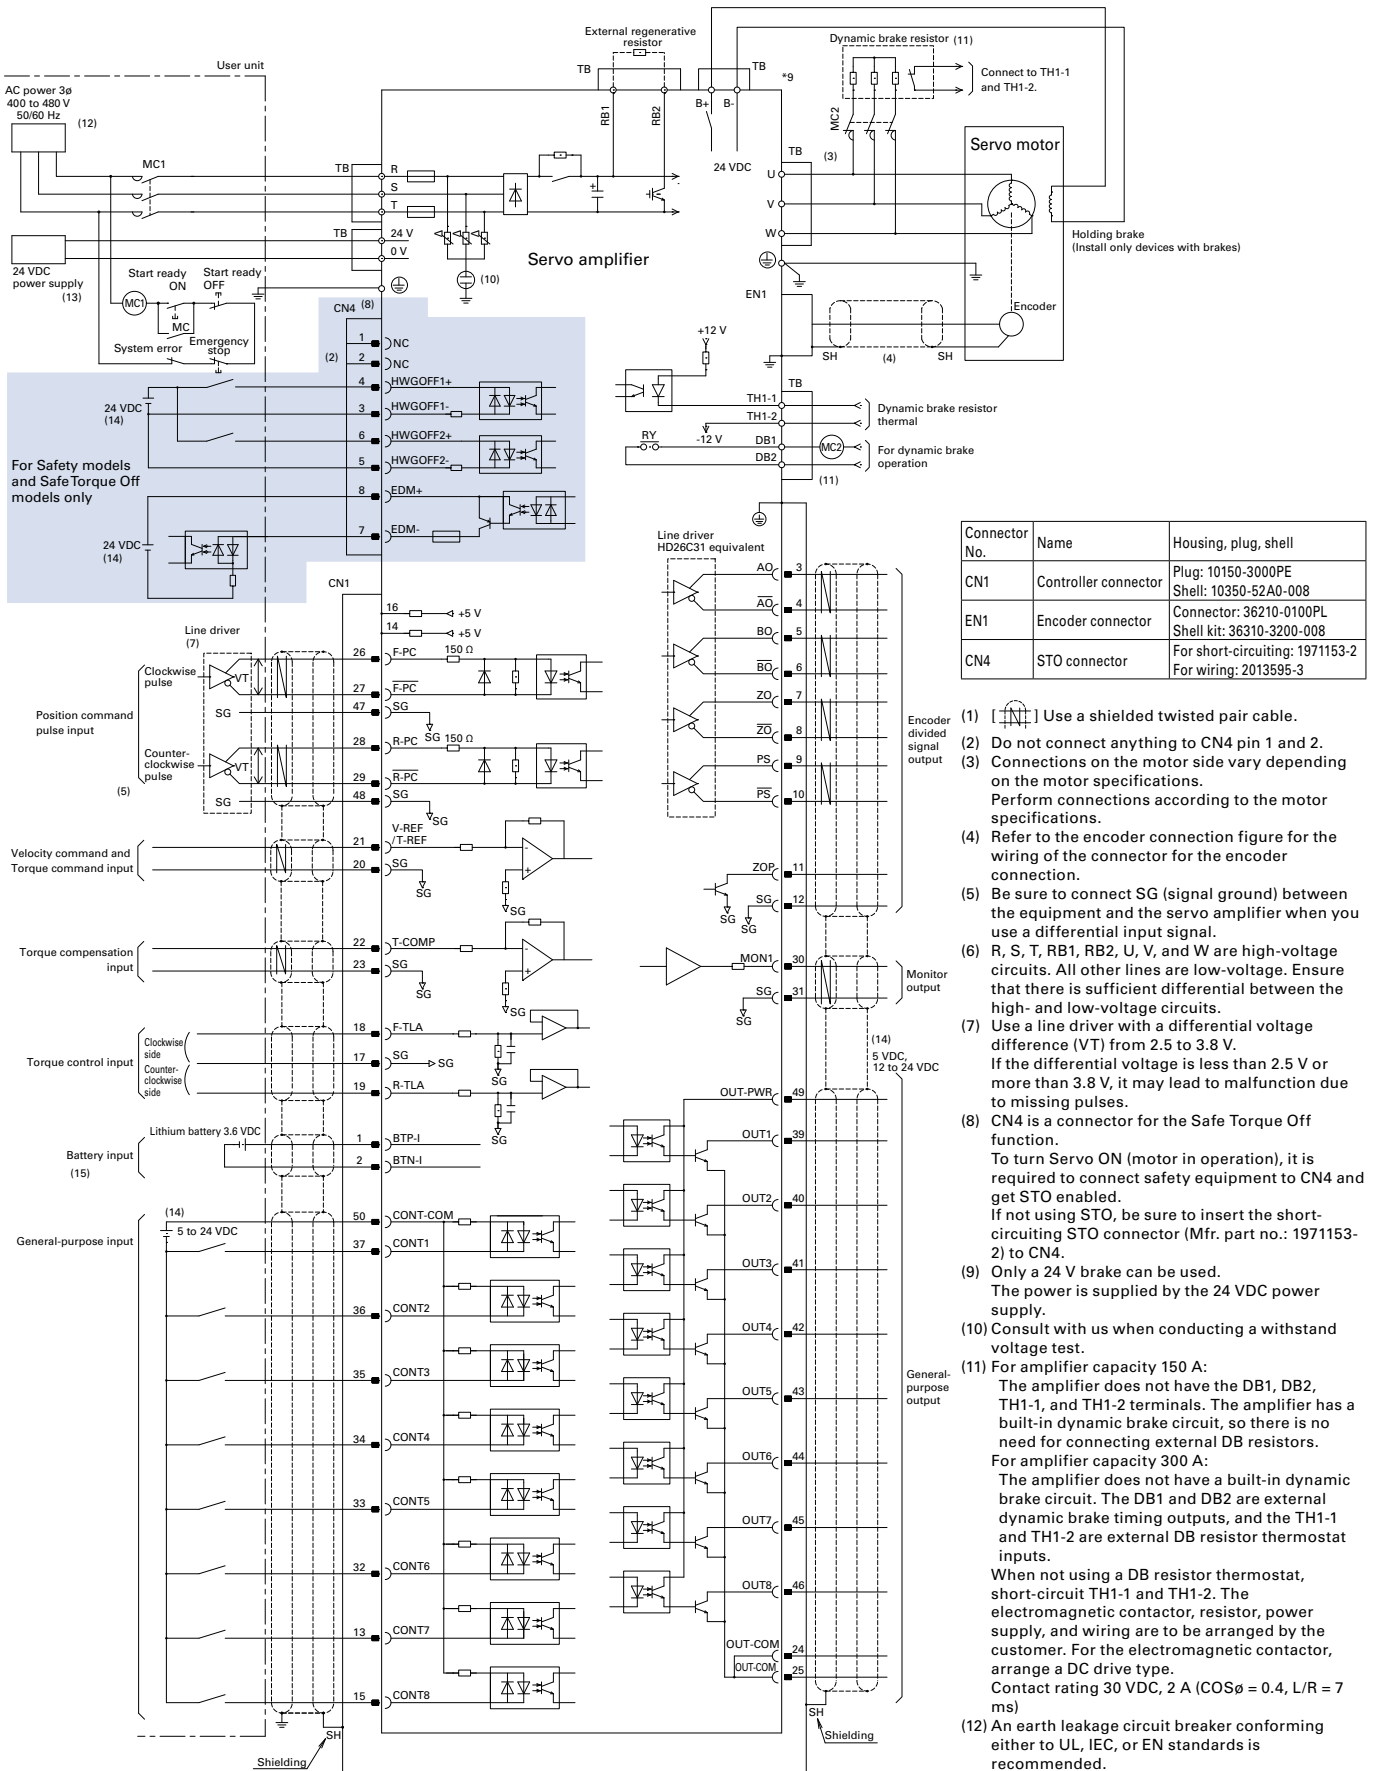 External regenerative
resistor
TB
TB
*9
Dynamic brake resistor (11)
Connect to TH1-1
and TH1-2.
User unit
AC power 3ø
400 to 480 V
50/60 Hz
(12)
RB1
RB2
B+
B-
24 VDC
MC2
(3)
MC1
TB
R
S
T
TB
24 V
0 V
24 VDC
power supply
(13)
Start ready
ON
Start ready
OFF
MC1
MC
System error
Emergency
stop
(10)
Servo amplifier
TB
U
V
W
Servo motor
Holding brake
(Install only devices with brakes)
EN1
Encoder
SH
(4)
SH
CN4 (8)
(2)
1
NC
2
NC
4
HWGOFF1+
3
HWGOFF1-
6
HWGOFF2+
5
HWGOFF2-
8
EDM+
7
EDM-
24 VDC
(14)
For Safety models
and Safe Torque Off
models only
24 VDC
(14)
+12 V
TB
TH1-1
TH1-2
-12 V
DB1
DB2
RY
MC2
Dynamic brake resistor
thermal
For dynamic brake
operation
(11)
CN1
16
+5 V
14
+5 V
Line driver
(7)
Clockwise
pulse
VT
26
F-PC
150 Ω
27
F-PC
SG
47
SG
SG
Position command
pulse input
(5)
Counter-
clockwise
pulse
VT
28
R-PC
150 Ω
29
R-PC
SG
48
SG
SG
Velocity command and
Torque command input
21
V-REF
/T-REF
20
SG
SG
SG
Torque compensation
input
22
T-COMP
23
SG
SG
SG
Torque control input
Clockwise
side
Counter-
clockwise
side
18
F-TLA
17
SG
SG
SG
19
R-TLA
SG
Battery input
(15)
Lithium battery 3.6 VDC
1
BTP-I
2
BTN-I
General-purpose input
(14)
5 to 24 VDC
50
CONT-COM
37
CONT1
36
CONT2
35
CONT3
34
CONT4
33
CONT5
32
CONT6
13
CONT7
15
CONT8
SH
Shielding
Line driver
HD26C31 equivalent
AO
3
AO
4
BO
5
BO
6
ZO
7
ZO
8
PS
9
PS
10
ZOP
11
SG
SG
12
SG
Encoder
divided
signal
output
MON1
30
SG
31
SG
Monitor
output
(14)
5 VDC,
12 to 24 VDC
OUT-PWR
49
OUT1
39
OUT2
40
OUT3
41
OUT4
42
OUT5
43
OUT6
44
OUT7
45
OUT8
46
OUT-COM
24
OUT-COM
25
General-
purpose
output
SH
Shielding
Connector
No.
Name
Housing, plug, shell
CN1
Controller connector
Plug: 10150-3000PE
Shell: 10350-52A0-008
EN1
Encoder connector
Connector: 36210-0100PL
Shell kit: 36310-3200-008
CN4
STO connector
For short-circuiting: 1971153-2
For wiring: 2013595-3
(1) [ ] Use a shielded twisted pair cable.
(2) Do not connect anything to CN4 pin 1 and 2.
(3) Connections on the motor side vary depending
on the motor specifications.
Perform connections according to the motor
specifications.
(4) Refer to the encoder connection figure for the
wiring of the connector for the encoder
connection.
(5) Be sure to connect SG (signal ground) between
the equipment and the servo amplifier when you
use a differential input signal.
(6) R, S, T, RB1, RB2, U, V, and W are high-voltage
circuits. All other lines are low-voltage. Ensure
that there is sufficient differential between the
high- and low-voltage circuits.
(7) Use a line driver with a differential voltage
difference (VT) from 2.5 to 3.8 V.
If the differential voltage is less than 2.5 V or
more than 3.8 V, it may lead to malfunction due
to missing pulses.
(8) CN4 is a connector for the Safe Torque Off
function.
To turn Servo ON (motor in operation), it is
required to connect safety equipment to CN4 and
get STO enabled.
If not using STO, be sure to insert the short-
circuiting STO connector (Mfr. part no.: 1971153-
2) to CN4.
(9) Only a 24 V brake can be used.
The power is supplied by the 24 VDC power
supply.
(10) Consult with us when conducting a withstand
voltage test.
(11) For amplifier capacity 150 A:
The amplifier does not have the DB1, DB2,
TH1-1, and TH1-2 terminals. The amplifier has a
built-in dynamic brake circuit, so there is no
need for connecting external DB resistors.
For amplifier capacity 300 A:
The amplifier does not have a built-in dynamic
brake circuit. The DB1 and DB2 are external
dynamic brake timing outputs, and the TH1-1
and TH1-2 are external DB resistor thermostat
inputs.
When not using a DB resistor thermostat,
short-circuit TH1-1 and TH1-2. The
electromagnetic contactor, resistor, power
supply, and wiring are to be arranged by the
customer. For the electromagnetic contactor,
arrange a DC drive type.
Contact rating 30 VDC, 2 A (COSø = 0.4, L/R = 7
ms)
(12) An earth leakage circuit breaker conforming
either to UL, IEC, or EN standards is
recommended.